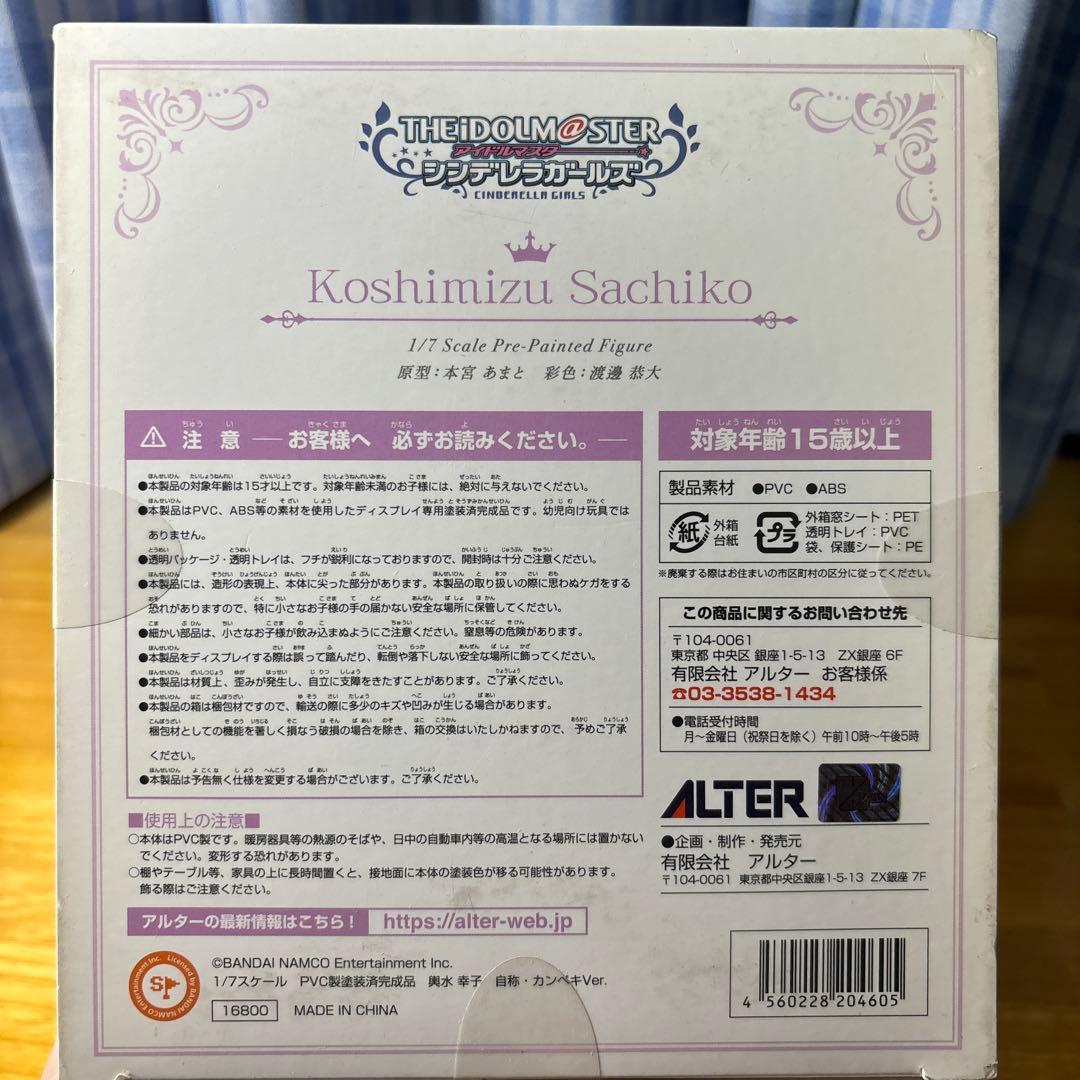 THE iDOLM@STER
アイドルマスター
シンデレラガールズ
CINDERELLA GIRLS
Koshimizu Sachiko
1/7 Scale Pre-Painted Figure
原型：本宮 あまと　彩色：渡邊 恭大
⚠ 注 意 ― お客様へ 必ずお読みください。―
●本製品の対象年齢は15才以上です。対象年齢未満のお子様には、絶対に与えないでください。
●本製品はPVC、ABS等の素材を使用したディスプレイ専用塗装済完成品です。幼児向け玩具では
ありません。
●透明パッケージ・透明トレイは、フチが鋭利になっておりますので、開封時は十分ご注意ください。
●本製品には、造形の表現上、本体に尖った部分があります。本製品の取り扱いの際に思わぬケガをする
恐れがありますので、特に小さなお子様の手の届かない安全な場所に保管してください。
●細かい部品は、小さなお子様が飲み込まぬようにご注意ください。窒息等の危険があります。
●本製品をディスプレイする際は誤って踏んだり、転倒や落下しない安全な場所に飾ってください。
●本製品は材質上、歪みが発生し、自立に支障をきたすことがあります。ご了承ください。
●本製品の箱は梱包材ですので、輸送の際に多少のキズや凹みが生じる場合があります。
梱包材としての機能を著しく損なう破損の場合を除き、箱の交換はいたしかねますので、予めご了承
ください。
●本製品は予告無く仕様を変更する場合がございます。ご了承ください。
■使用上の注意■
○本体はPVC製です。暖房器具等の熱源のそばや、日中の自動車内等の高温となる場所には置かない
でください。変形する恐れがあります。
○棚やテーブル等、家具の上に長時間置くと、接地面に本体の塗装色が移る可能性があります。
飾る際はご注意ください。
アルターの最新情報はこちら！ https://alter-web.jp
対象年齢15歳以上
製品素材 ●PVC ●ABS
紙 外箱
台紙
プラ 外箱窓シート：PET
透明トレイ：PVC
袋、保護シート：PE
※廃棄する際はお住まいの市区町村の区分に従ってください。
この商品に関するお問い合わせ先
〒104-0061
東京都 中央区 銀座1-5-13 ZX銀座 6F
有限会社 アルター お客様係
☎03-3538-1434
●電話受付時間
月～金曜日（祝祭日を除く）午前10時～午後5時
ALTER
●企画・制作・発売元
有限会社 アルター
〒104-0061 東京都中央区銀座1-5-13 ZX銀座 7F
Licensed by BANDAI NAMCO Entertainment Inc.
©BANDAI NAMCO Entertainment Inc.
1/7スケール PVC製塗装済完成品 輿水 幸子 自称・カンペキVer.
16800 MADE IN CHINA
4 560228 204605